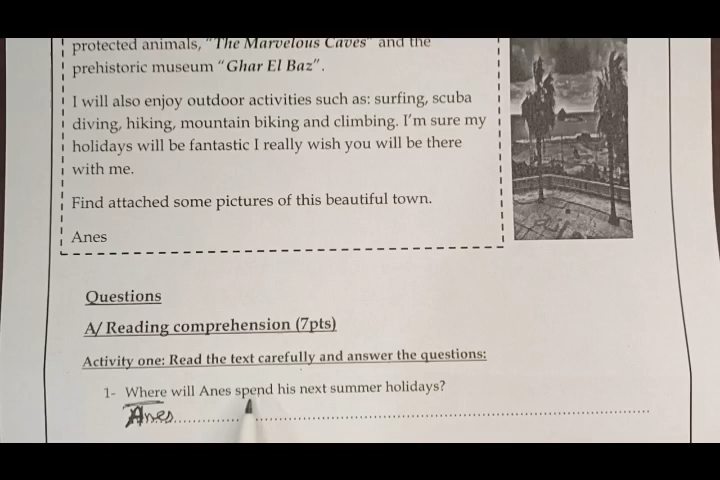 protected animals, "The Marvelous Caves" and the
prehistoric museum "Ghar El Baz".
I will also enjoy outdoor activities such as: surfing, scuba
diving, hiking, mountain biking and climbing. I'm sure my
holidays will be fantastic I really wish you will be there
with me.
Find attached some pictures of this beautiful town.
Anes
Questions
A/ Reading comprehension (7pts)
Activity one: Read the text carefully and answer the questions:
1- Where will Anes spend his next summer holidays?
Anes